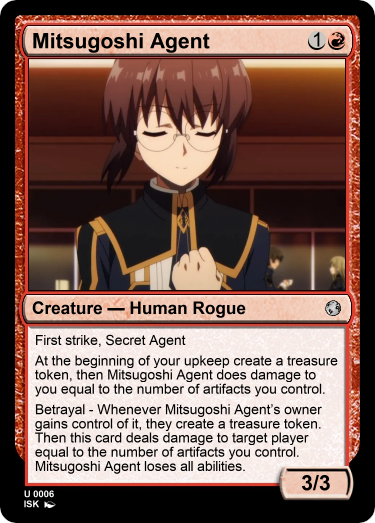 Mitsugoshi Agent 1
Creature — Human Rogue
First strike, Secret Agent
At the beginning of your upkeep create a treasure
token, then Mitsugoshi Agent does damage to
you equal to the number of artifacts you control.
Betrayal - Whenever Mitsugoshi Agent's owner
gains control of it, they create a treasure token.
Then this card deals damage to target player
equal to the number of artifacts you control.
Mitsugoshi Agent loses all abilities.
3/3
U 0006
ISK